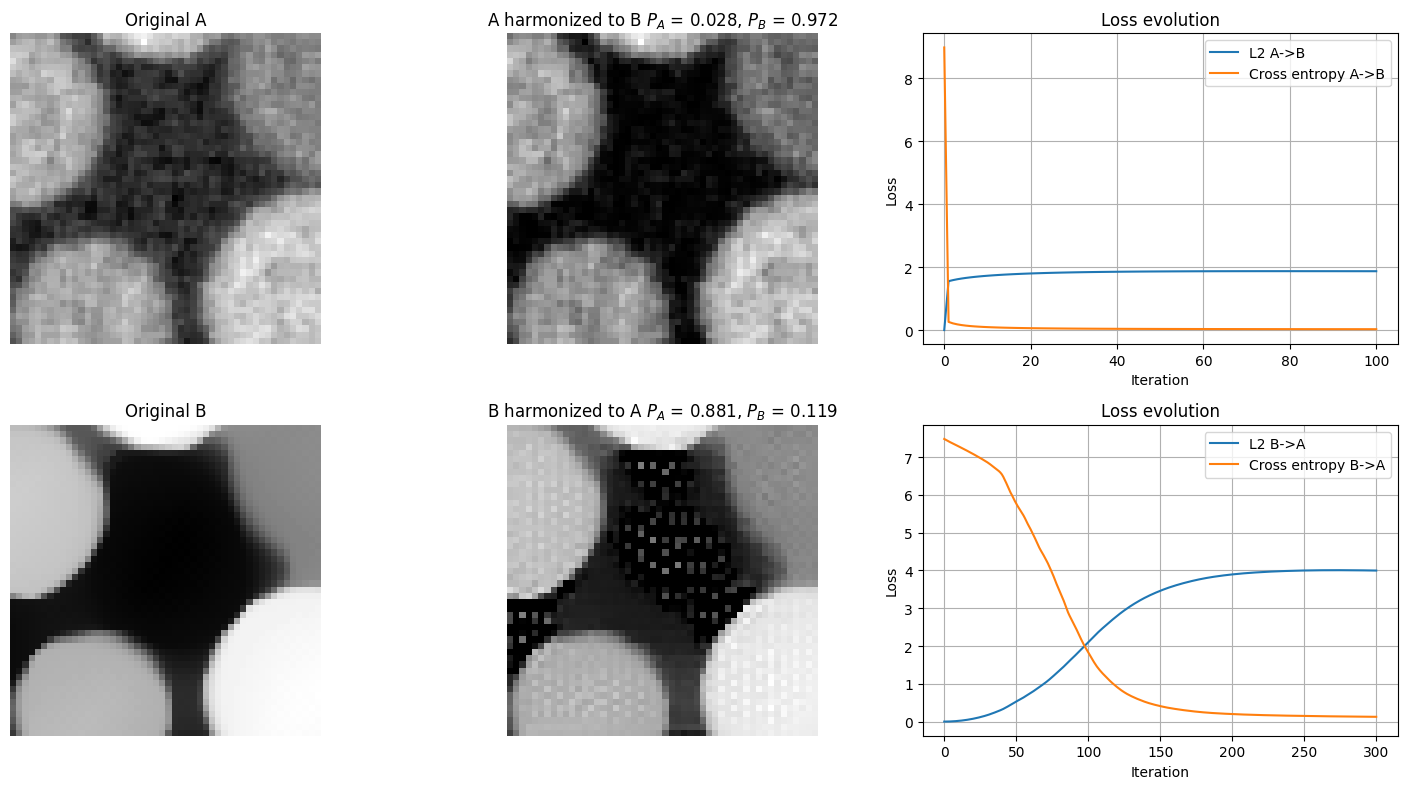 Original A
A harmonized to B P_A = 0.028, P_B = 0.972
Loss evolution
L2 A->B
Cross entropy A->B
8
6
4
2
0
Loss
0 20 40 60 80 100
Iteration
Original B
B harmonized to A P_A = 0.881, P_B = 0.119
Loss evolution
L2 B->A
Cross entropy B->A
7
6
5
4
3
2
1
0
Loss
0 50 100 150 200 250 300
Iteration